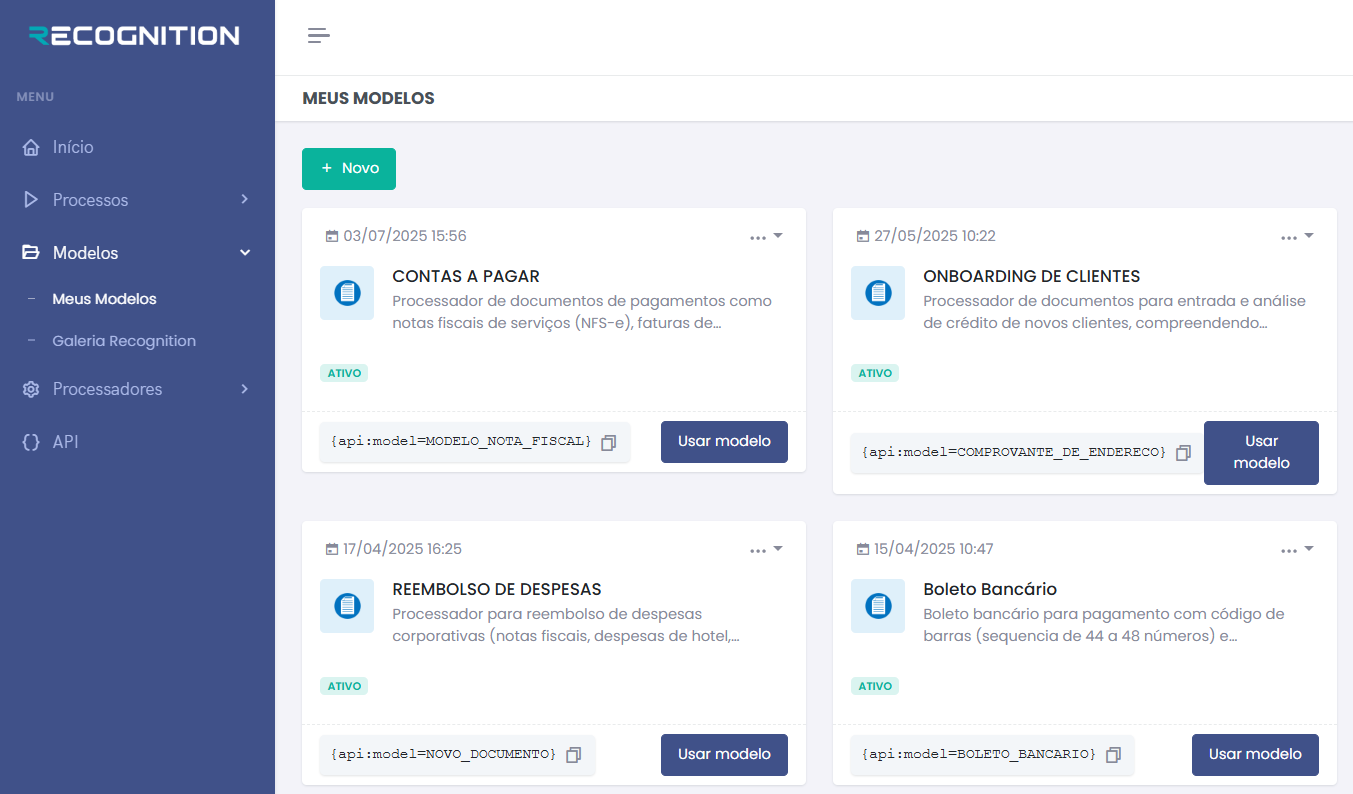 RECOGNITION
MENU
Início
Processos
Modelos
Meus Modelos
Galeria Recognition
Processadores
API
MEUS MODELOS
+ Novo
03/07/2025 15:56
CONTAS A PAGAR
Processador de documentos de pagamentos como
notas fiscais de serviços (NFS-e), faturas de...
ATIVO
{api:model=MODELO_NOTA_FISCAL}
Usar modelo
27/05/2025 10:22
ONBOARDING DE CLIENTES
Processador de documentos para entrada e análise
de crédito de novos clientes, compreendendo...
ATIVO
{api:model=COMPROVANTE_DE_ENDERECO}
Usar
modelo
17/04/2025 16:25
REEMBOLSO DE DESPESAS
Processador para reembolso de despesas
corporativas (notas fiscais, despesas de hotel,...
ATIVO
{api:model=NOVO_DOCUMENTO}
Usar modelo
15/04/2025 10:47
Boleto Bancário
Boleto bancário para pagamento com código de
barras (sequencia de 44 a 48 números) e...
ATIVO
{api:model=BOLETO_BANCARIO}
Usar modelo